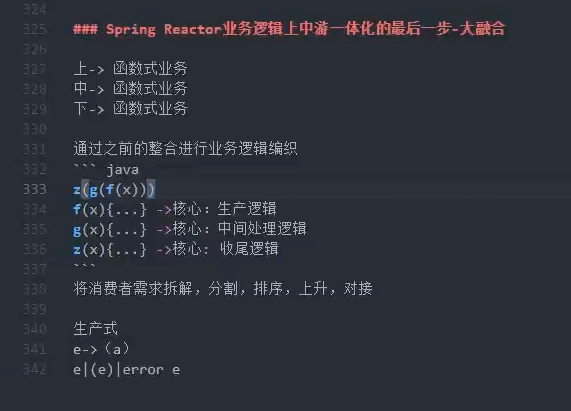 324
325 ### Spring Reactor业务逻辑上中游一体化的最后一步-大融合
326
327 上-> 函数式业务
328 中-> 函数式业务
329 下-> 函数式业务
330
331 通过之前的整合进行业务逻辑编织
332 ``` java
333 z(g(f(x)))
334 f(x){...} ->核心：生产逻辑
335 g(x){...} ->核心：中间处理逻辑
336 z(x){...} ->核心: 收尾逻辑
337 ```
338 将消费者需求拆解，分割，排序，上升，对接
339
340 生产式
341 e->（a）
342 e|(e)|error e